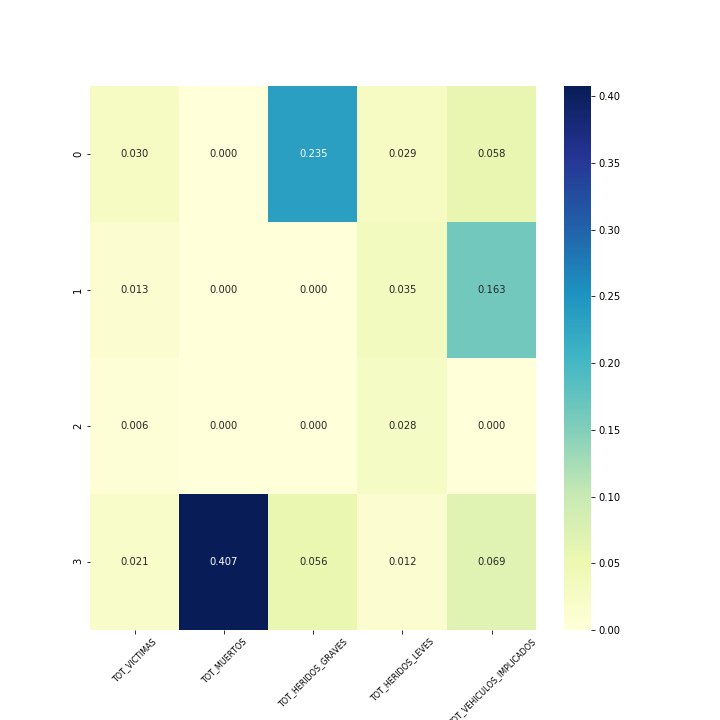 0 0.030 0.000 0.235 0.029 0.058
1 0.013 0.000 0.000 0.035 0.163
2 0.006 0.000 0.000 0.028 0.000
3 0.021 0.407 0.056 0.012 0.069
TOT_VICTIMAS
TOT_MUERTOS
TOT_HERIDOS_GRAVES
TOT_HERIDOS_LEVES
OT_VEHICULOS_IMPLICADOS
0.40
0.35
0.30
0.25
0.20
0.15
0.10
0.05
0.00